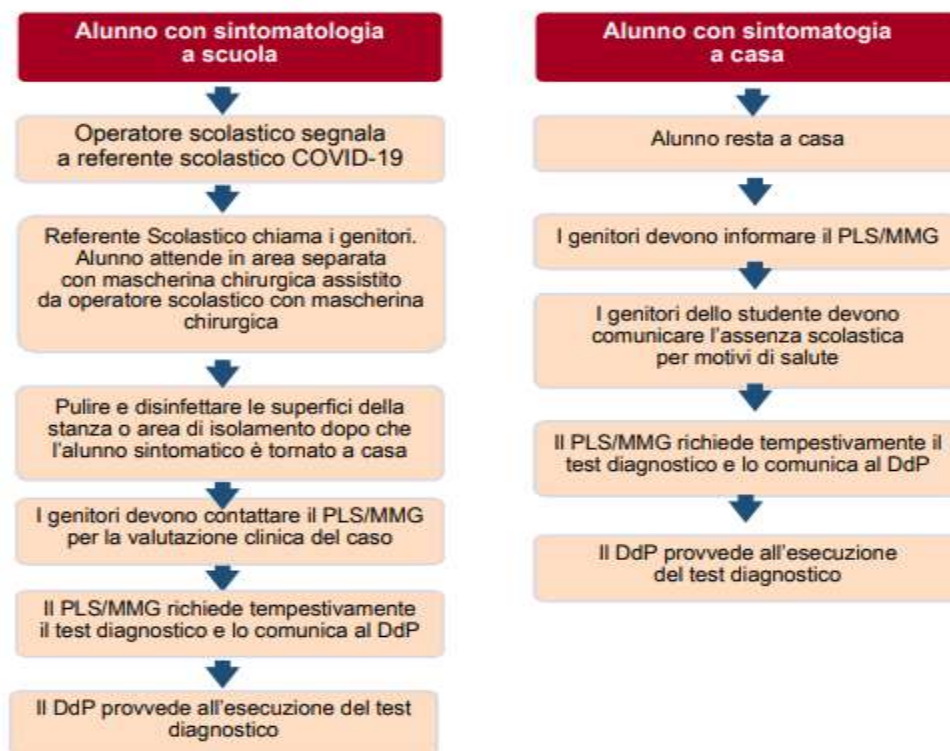 Alunno con sintomatologia
a scuola
Operatore scolastico segnala
a referente scolastico COVID-19
Referente Scolastico chiama i genitori.
Alunno attende in area separata
con mascherina chirurgica assistito
da operatore scolastico con mascherina
chirurgica
Pulire e disinfettare le superfici della
stanza o area di isolamento dopo che
l'alunno sintomatico è tornato a casa
I genitori devono contattare il PLS/MMG
per la valutazione clinica del caso
Il PLS/MMG richiede tempestivamente
il test diagnostico e lo comunica al DdP
Il DdP provvede all'esecuzione del test
diagnostico
Alunno con sintomatogia
a casa
Alunno resta a casa
I genitori devono informare il PLS/MMG
I genitori dello studente devono
comunicare l'assenza scolastica
per motivi di salute
Il PLS/MMG richiede tempestivamente il
test diagnostico e lo comunica al DdP
Il DdP provvede all'esecuzione
del test diagnostico